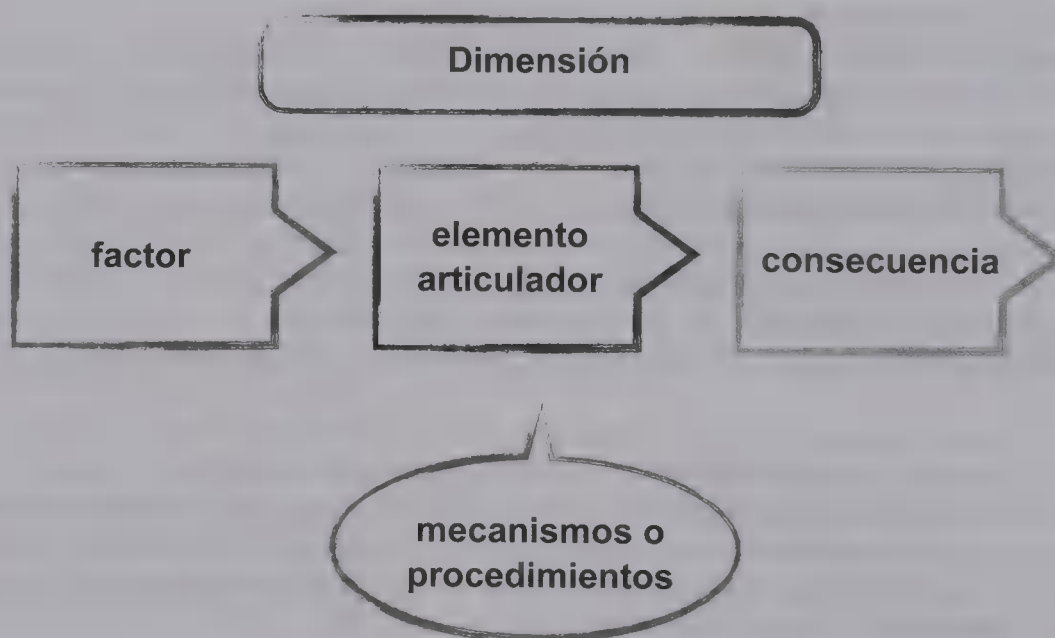 Dimensión
factor
elemento
articulador
consecuencia
mecanismos o
procedimientos